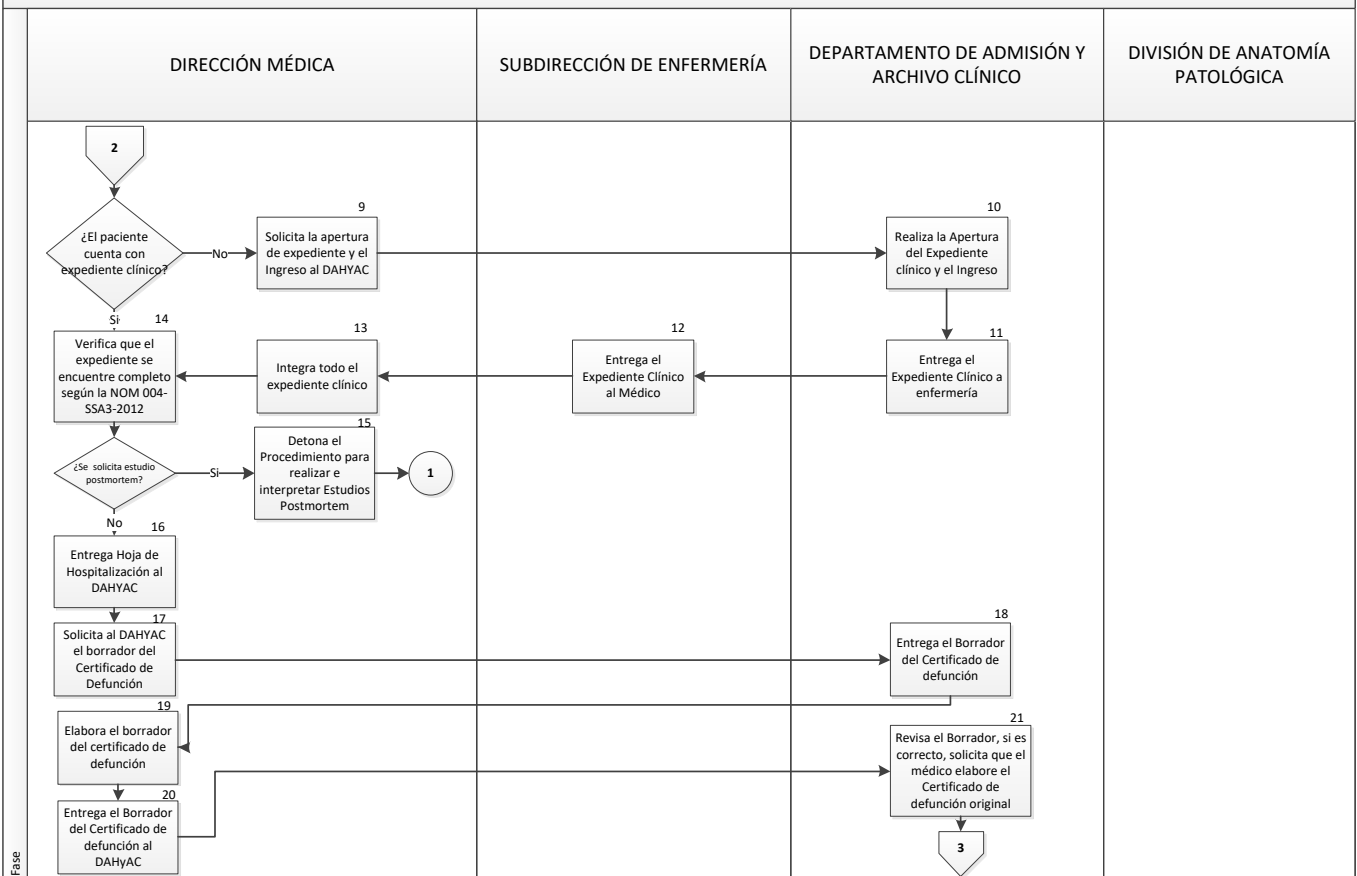 DIRECCIÓN MÉDICA
SUBDIRECCIÓN DE ENFERMERÍA
DEPARTAMENTO DE ADMISIÓN Y
ARCHIVO CLÍNICO
DIVISIÓN DE ANATOMÍA
PATOLÓGICA
2
¿El paciente
cuenta con
expediente clínico?
No
9
Solicita la apertura
de expediente y el
Ingreso al DAHYAC
10
Realiza la Apertura
del Expediente
clínico y el Ingreso
Si
14
Verifica que el
expediente se
encuentre completo
según la NOM 004-
SSA3-2012
13
Integra todo el
expediente clínico
12
Entrega el
Expediente Clínico
al Médico
11
Entrega el
Expediente Clínico a
enfermería
¿Se solicita estudio
postmortem?
Si
15
Detona el
Procedimiento para
realizar e
interpretar Estudios
Postmortem
1
No
16
Entrega Hoja de
Hospitalización al
DAHYAC
17
Solicita al DAHYAC
el borrador del
Certificado de
Defunción
18
Entrega el Borrador
del Certificado de
defunción
19
Elabora el borrador
del certificado de
defunción
20
Entrega el Borrador
del Certificado de
defunción al
DAHyAC
21
Revisa el Borrador, si es
correcto, solicita que el
médico elabore el
Certificado de
defunción original
3
Fase